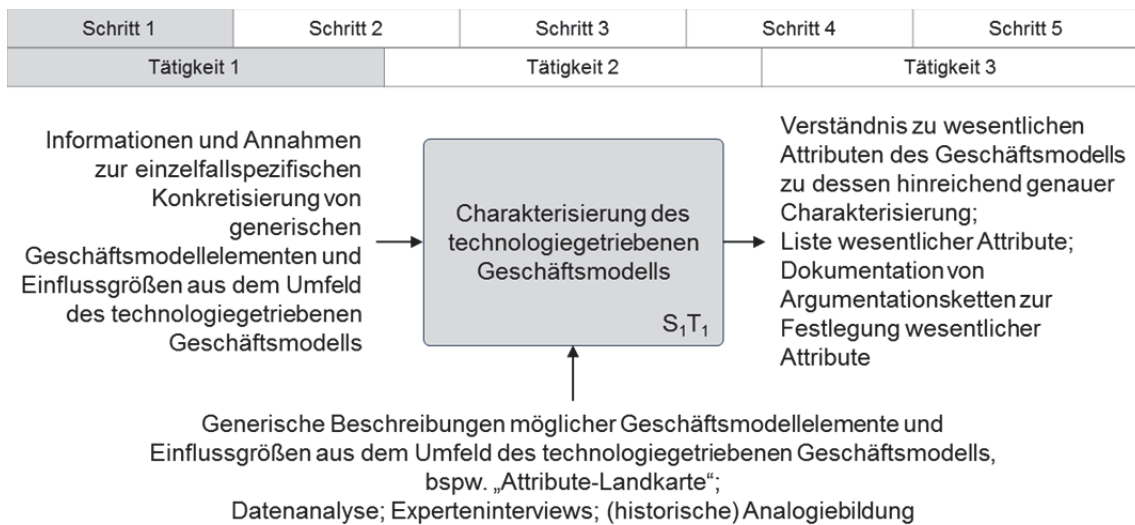 Schritt 1 Schritt 2 Schritt 3 Schritt 4 Schritt 5
Tätigkeit 1 Tätigkeit 2 Tätigkeit 3
Informationen und Annahmen
zur einzelfallspezifischen
Konkretisierung von
generischen
Geschäftsmodellelementen und
Einflussgrößen aus dem Umfeld
des technologiegetriebenen
Geschäftsmodells
Charakterisierung des
technologiegetriebenen
Geschäftsmodells
S₁T₁
Verständnis zu wesentlichen
Attributen des Geschäftsmodells
zu dessen hinreichend genauer
Charakterisierung;
Liste wesentlicher Attribute;
Dokumentation von
Argumentationsketten zur
Festlegung wesentlicher
Attribute
Generische Beschreibungen möglicher Geschäftsmodellelemente und
Einflussgrößen aus dem Umfeld des technologiegetriebenen Geschäftsmodells,
bspw. „Attribute-Landkarte“;
Datenanalyse; Experteninterviews; (historische) Analogiebildung